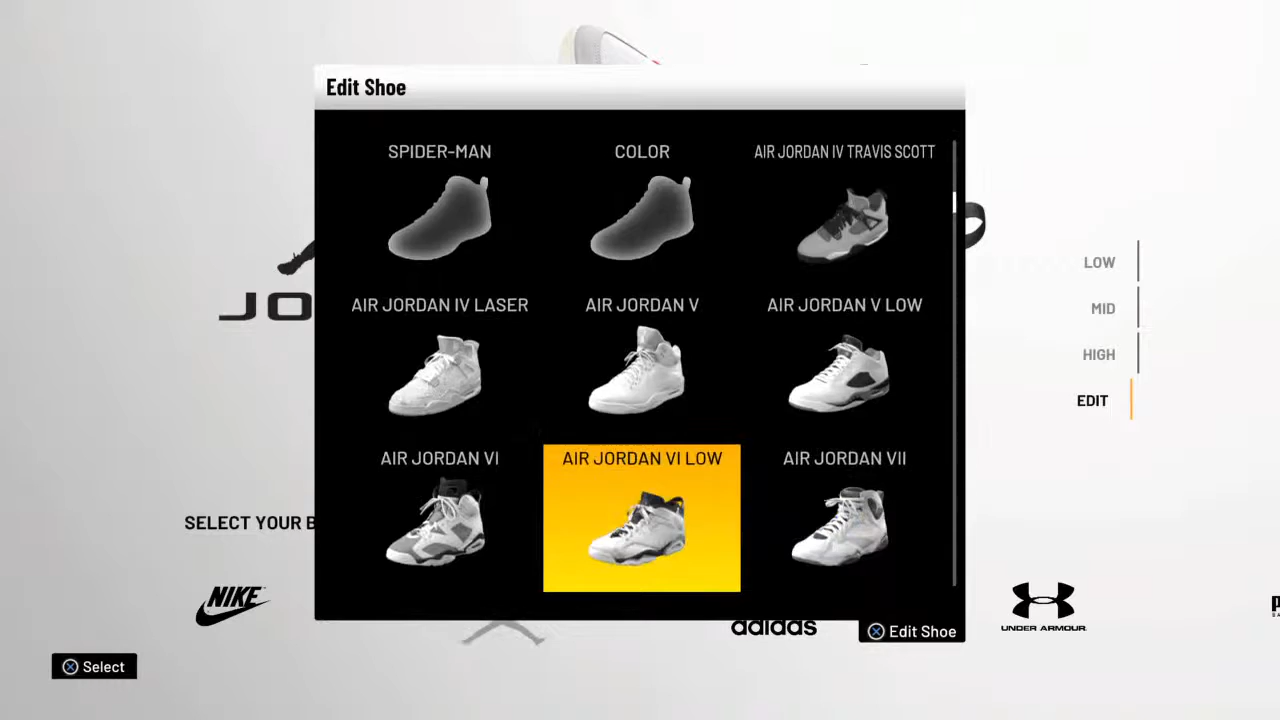 Edit Shoe
SPIDER-MAN
COLOR
AIR JORDAN IV TRAVIS SCOTT
AIR JORDAN IV LASER
AIR JORDAN V
AIR JORDAN V LOW
AIR JORDAN VI
AIR JORDAN VI LOW
AIR JORDAN VII
JO
LOW
MID
HIGH
EDIT
SELECT YOUR B
NIKE
adidas
UNDER ARMOUR
Edit Shoe
Select